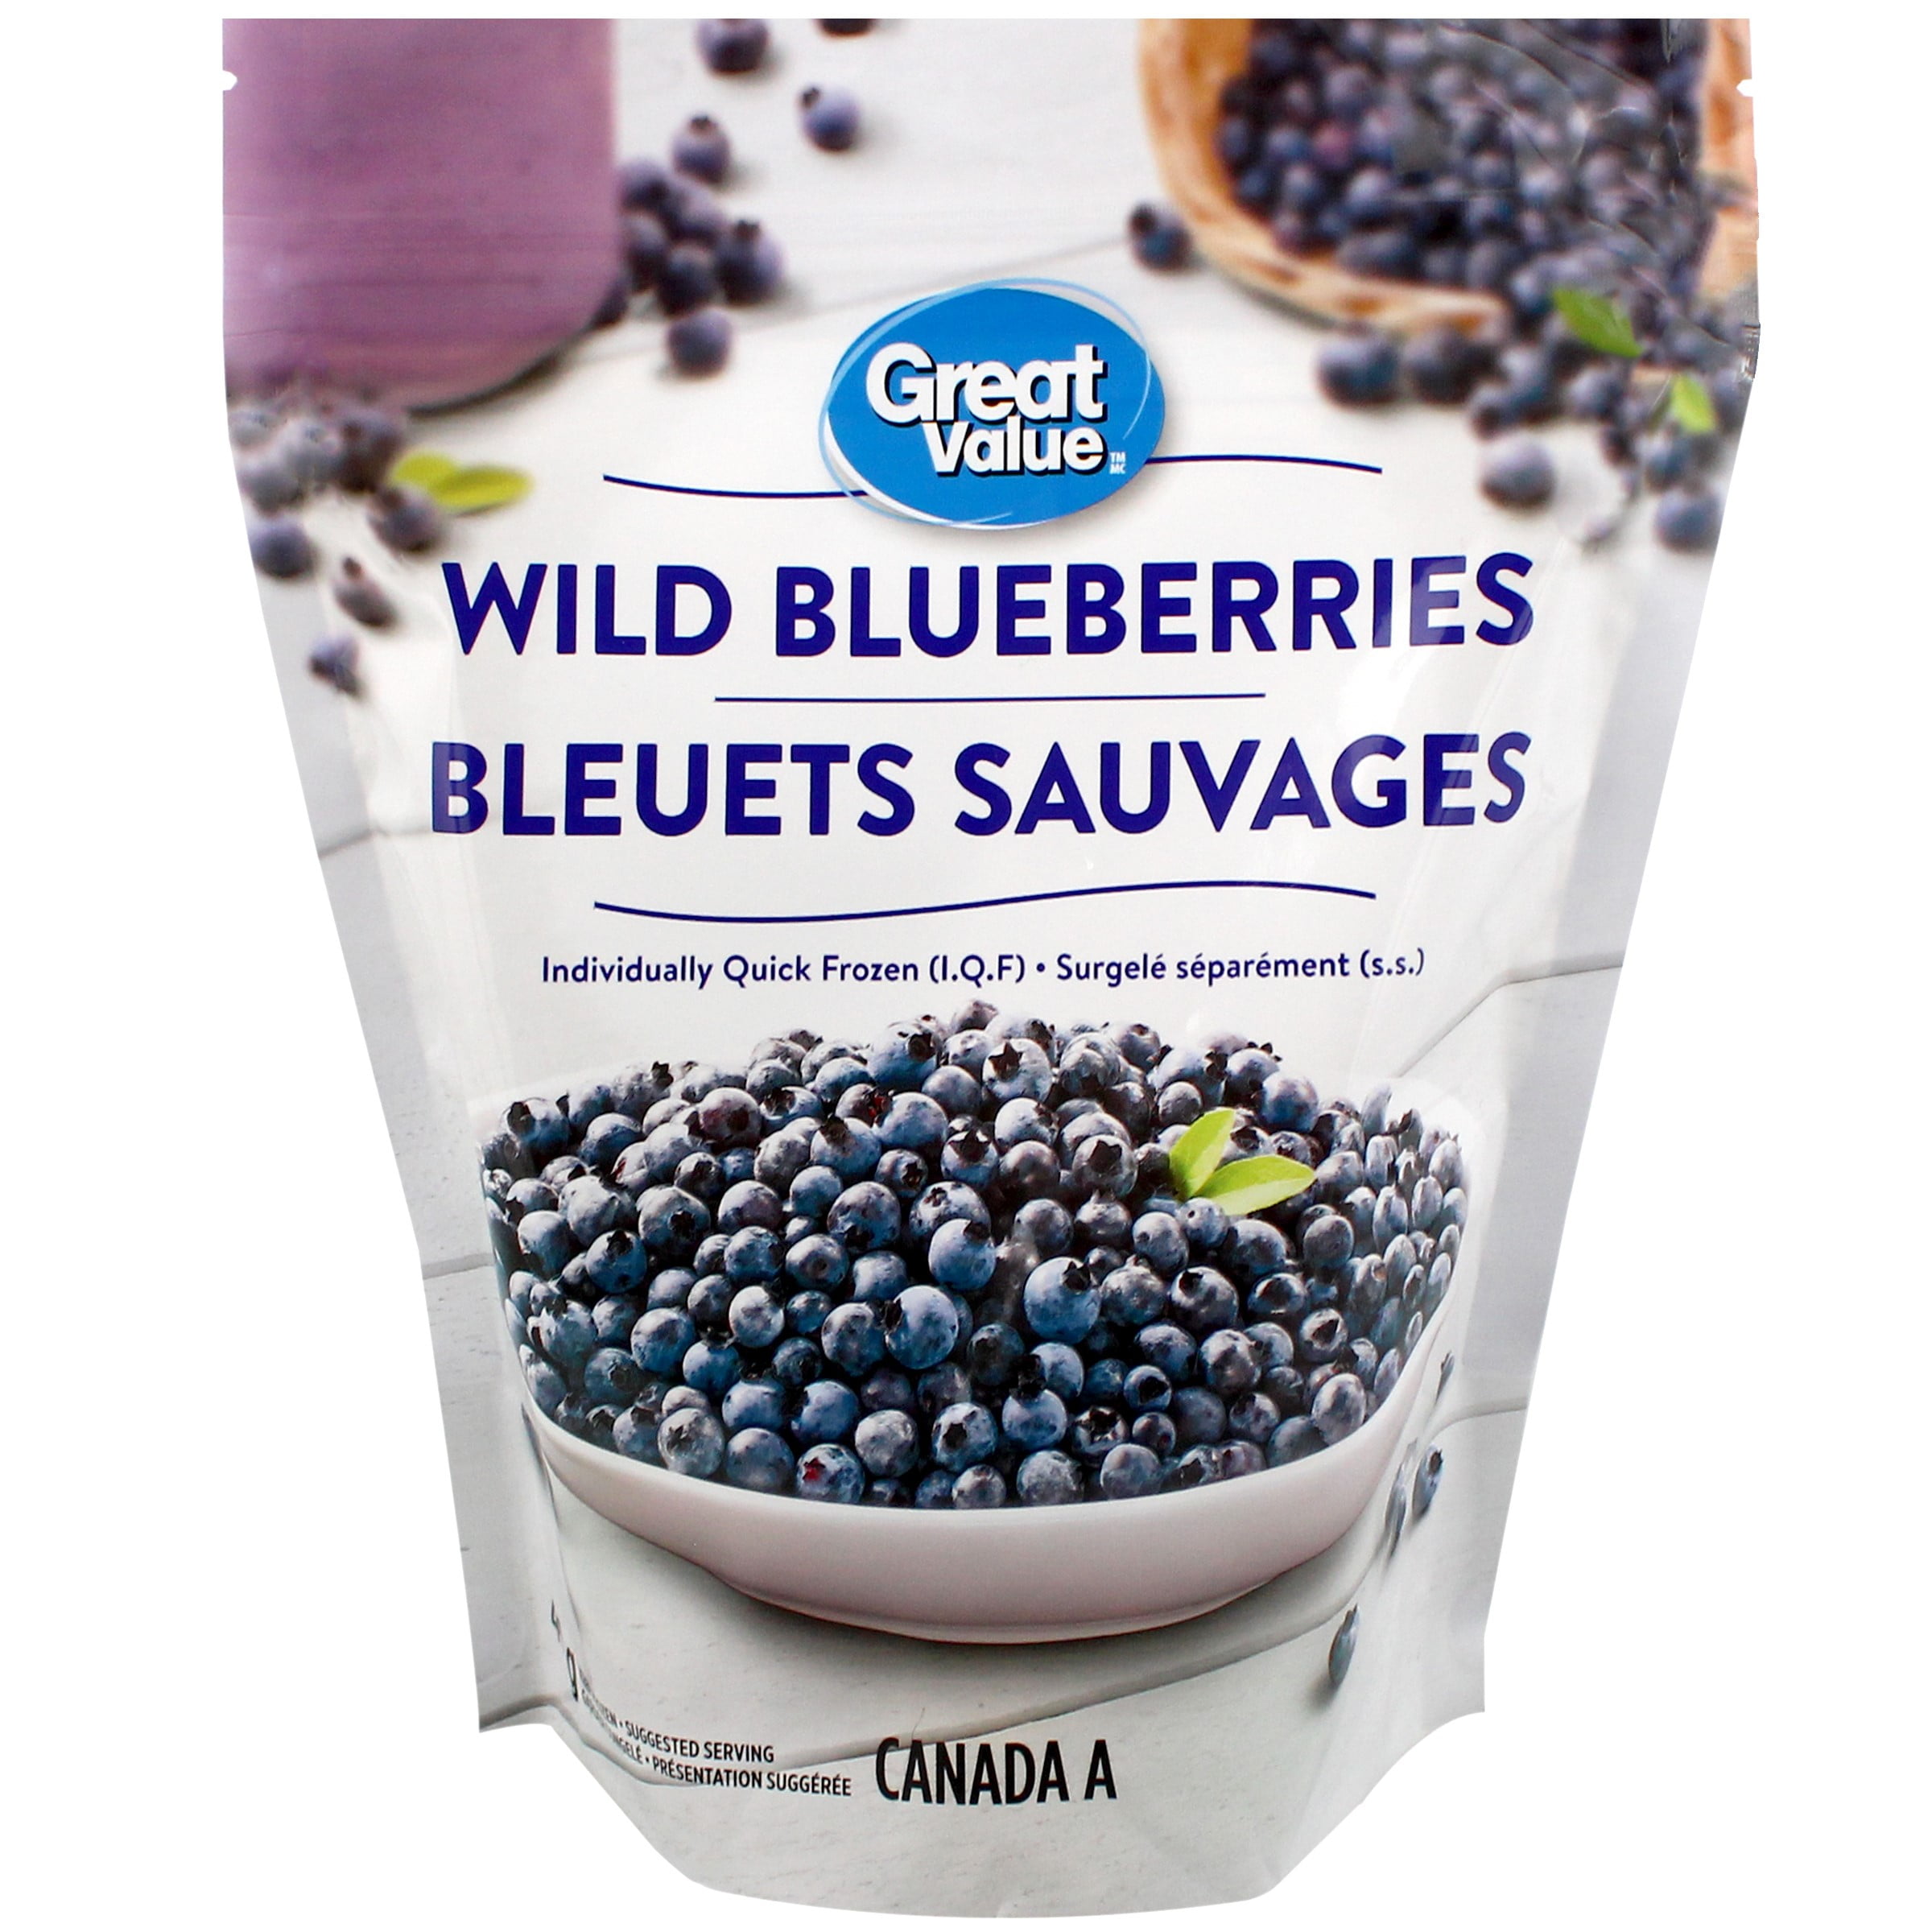 Great
Value
TM
MC
WILD BLUEBERRIES
BLEUETS SAUVAGES
Individually Quick Frozen (I.Q.F) • Surgelé séparément (s.s.)
g
• SUGGESTED SERVING
• PRÉSENTATION SUGGÉRÉE
CANADA A